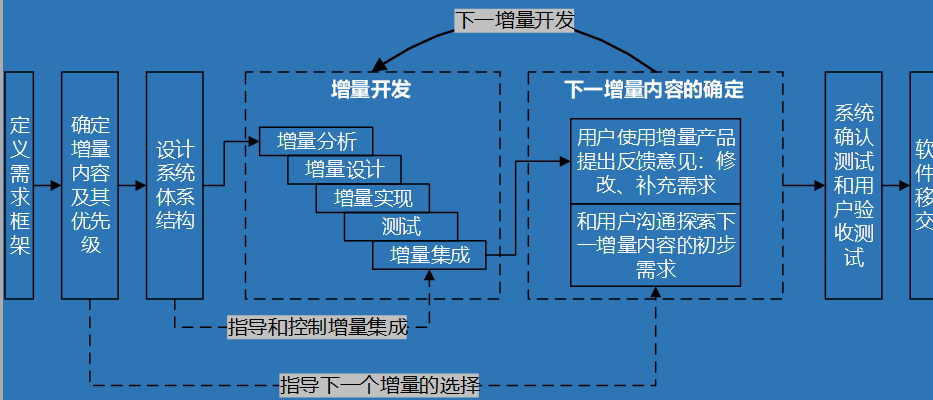 下一增量开发
定
义
需
求
框
架
确定
增量
内容
及其
优先
级
设计
系统
体系
结构
增量开发
增量分析
增量设计
增量实现
测试
增量集成
下一增量内容的确定
用户使用增量产品
提出反馈意见：修
改、补充需求
和用户沟通探索下
一增量内容的初步
需求
系统
确认
测试
和用
户验
收测
试
软
件
移
交
指导和控制增量集成
指导下一个增量的选择